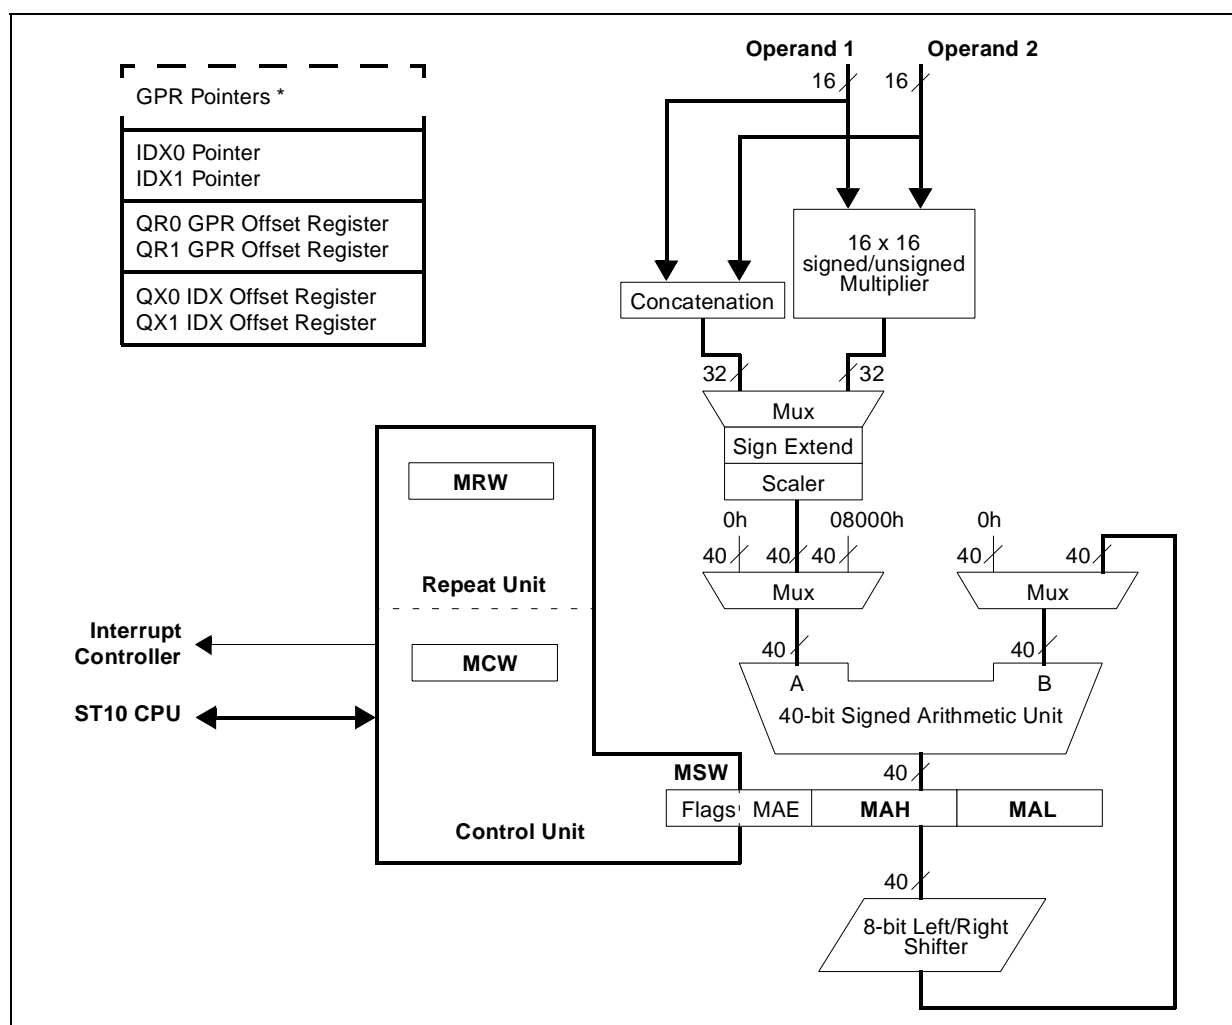 Operand 1
Operand 2
16
16
GPR Pointers *
IDX0 Pointer
IDX1 Pointer
QR0 GPR Offset Register
QR1 GPR Offset Register
QX0 IDX Offset Register
QX1 IDX Offset Register
16 x 16
signed/unsigned
Multiplier
Concatenation
32
32
Mux
Sign Extend
Scaler
MRW
0h
08000h
0h
40
40
40
40
40
Repeat Unit
Mux
Mux
Interrupt
Controller
MCW
40
40
A
B
ST10 CPU
40-bit Signed Arithmetic Unit
MSW
40
Flags
MAE
MAH
MAL
Control Unit
40
8-bit Left/Right
Shifter